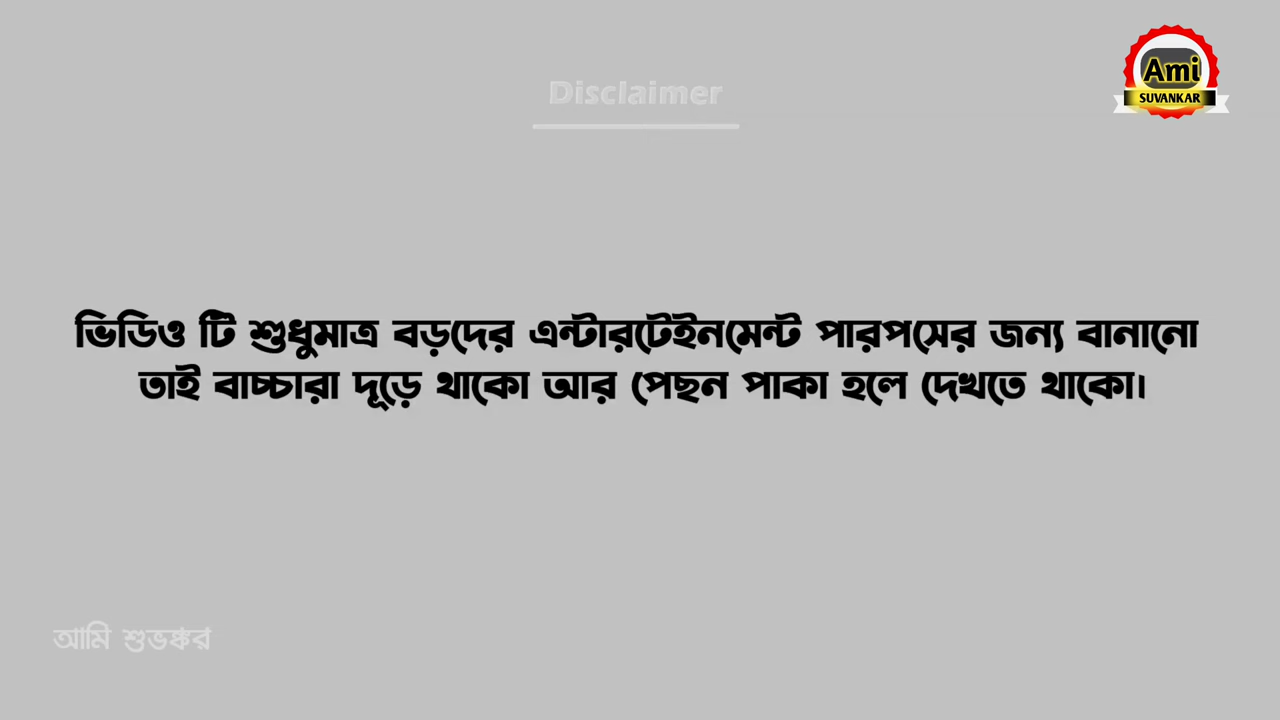 Disclaimer
Ami
SUVANKAR
ভিডিও টি শুধুমাত্র বড়দের এন্টারটেইনমেন্ট পারপসের জন্য বানানো
তাই বাচ্চারা দূড়ে থাকো আর পেছন পাকা হলে দেখতে থাকো।
আমি শুভঙ্কর